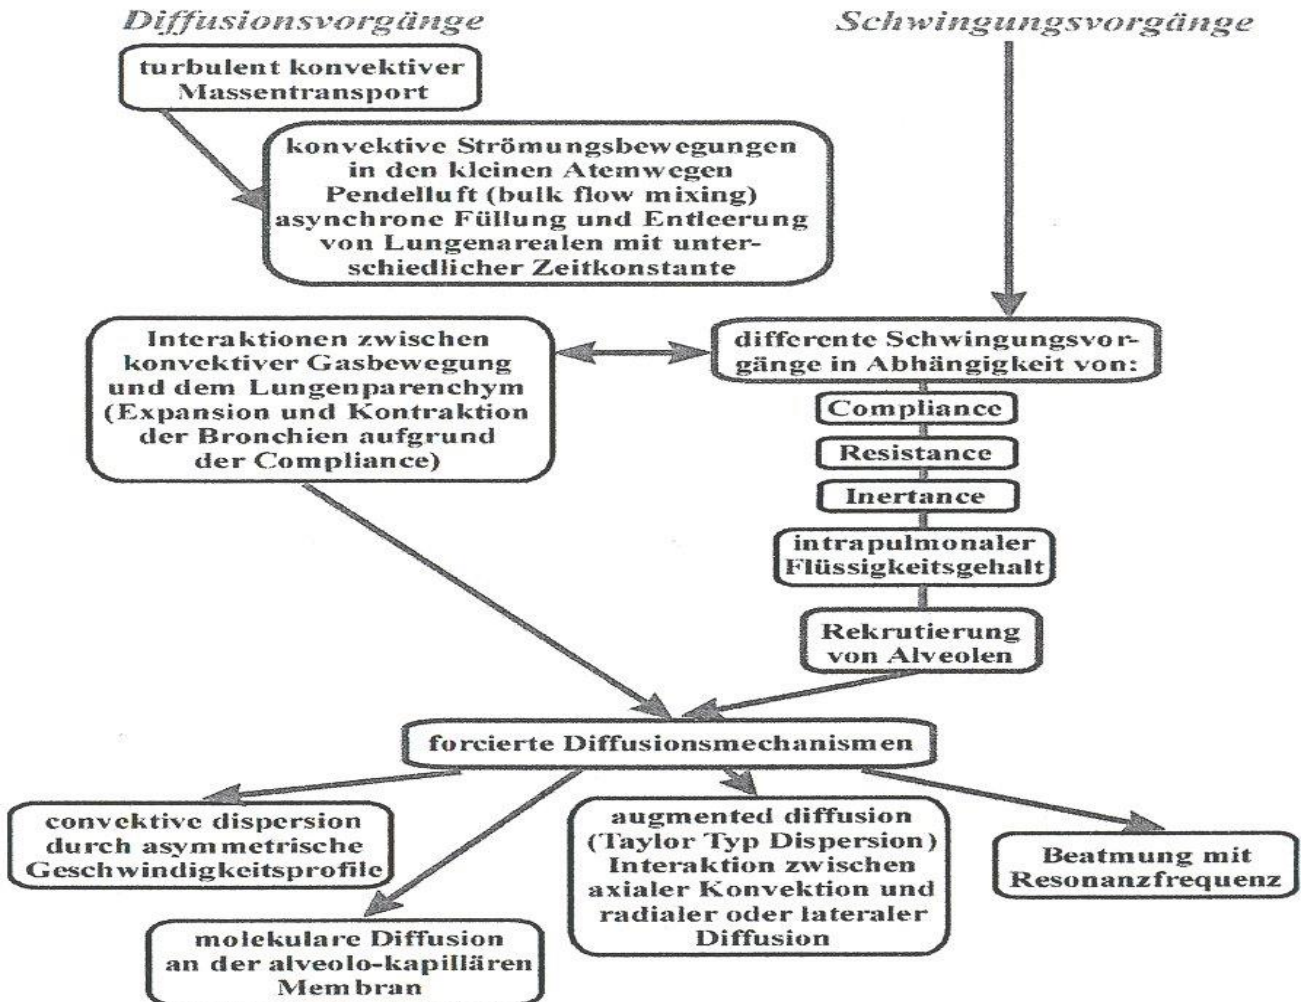 Diffusionsvorgänge
Schwingungsvorgänge
turbulent konvektiver
Massentransport
konvektive Strömungsbewegungen
in den kleinen Atemwegen
Pendelluft (bulk flow mixing)
asynchrone Füllung und Entleerung
von Lungenarealen mit unter-
schiedlicher Zeitkonstante
Interaktionen zwischen
konvektiver Gasbewegung
und dem Lungenparenchym
(Expansion und Kontraktion
der Bronchien aufgrund
der Compliance)
differente Schwingungsvor-
gänge in Abhängigkeit von:
Compliance
Resistance
Inertance
intrapulmonaler
Flüssigkeitsgehalt
Rekrutierung
von Alveolen
forcierte Diffusionsmechanismen
convektive dispersion
durch asymmetrische
Geschwindigkeitsprofile
molekulare Diffusion
an der alveolo-kapillären
Membran
augmented diffusion
(Taylor Typ Dispersion)
Interaktion zwischen
axialer Konvektion und
radialer oder lateraler
Diffusion
Beatmung mit
Resonanzfrequenz